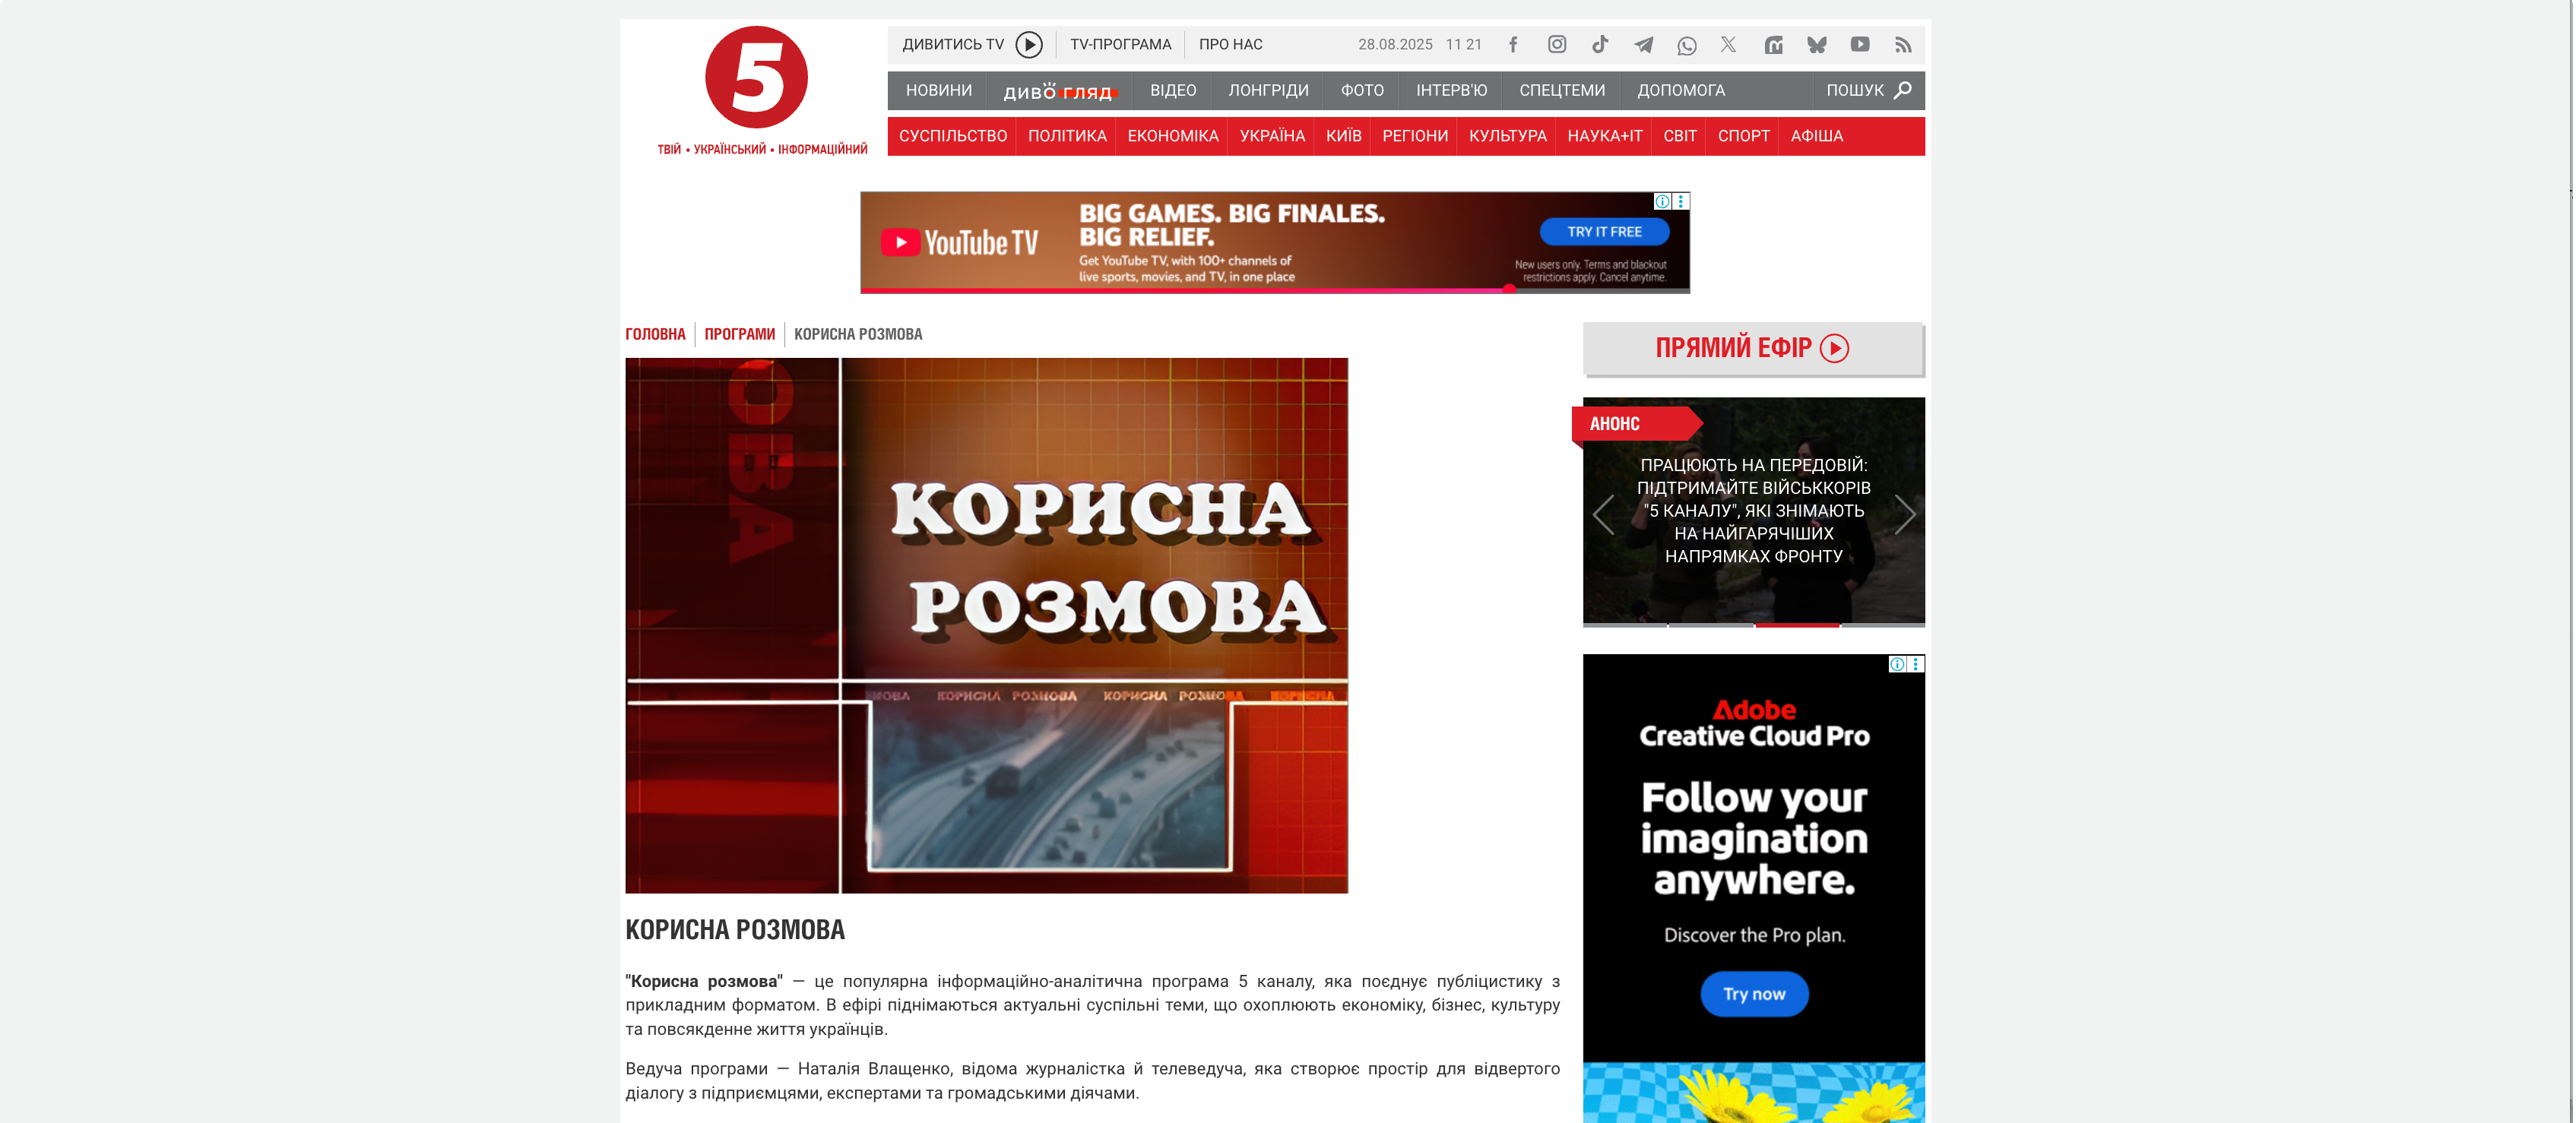 5
ТВІЙ • УКРАЇНСЬКИЙ • ІНФОРМАЦІЙНИЙ
ДИВИТИСЬ TV TV-ПРОГРАМА ПРО НАС 28.08.2025 11 21
НОВИНИ ДИВОГЛЯД ВІДЕО ЛОНГРІДИ ФОТО ІНТЕРВ'Ю СПЕЦТЕМИ ДОПОМОГА ПОШУК
СУСПІЛЬСТВО ПОЛІТИКА ЕКОНОМІКА УКРАЇНА КИЇВ РЕГІОНИ КУЛЬТУРА НАУКА+IT СВІТ СПОРТ АФІША
YouTube TV
BIG GAMES. BIG FINALES.
BIG RELIEF.
Get YouTube TV, with 100+ channels of
live sports, movies, and TV, in one place
TRY IT FREE
New users only. Terms and blackout
restrictions apply. Cancel anytime.
ГОЛОВНА ПРОГРАМИ КОРИСНА РОЗМОВА
ОВА
КОРИСНА
РОЗМОВА
МОВА КОРИСНА РОЗМОВА КОРИСНА РОЗМОВА КОРИСНА
КОРИСНА РОЗМОВА
"Корисна розмова" — це популярна інформаційно-аналітична програма 5 каналу, яка поєднує публіцистику з
прикладним форматом. В ефірі піднімаються актуальні суспільні теми, що охоплюють економіку, бізнес, культуру
та повсякденне життя українців.
Ведуча програми — Наталія Влащенко, відома журналістка й телеведуча, яка створює простір для відвертого
діалогу з підприємцями, експертами та громадськими діячами.
ПРЯМИЙ ЕФІР
АНОНС
ПРАЦЮЮТЬ НА ПЕРЕДОВІЙ:
ПІДТРИМАЙТЕ ВІЙСЬККОРІВ
"5 КАНАЛУ", ЯКІ ЗНІМАЮТЬ
НА НАЙГАРЯЧІШИХ
НАПРЯМКАХ ФРОНТУ
Adobe
Creative Cloud Pro
Follow your
imagination
anywhere.
Discover the Pro plan.
Try now